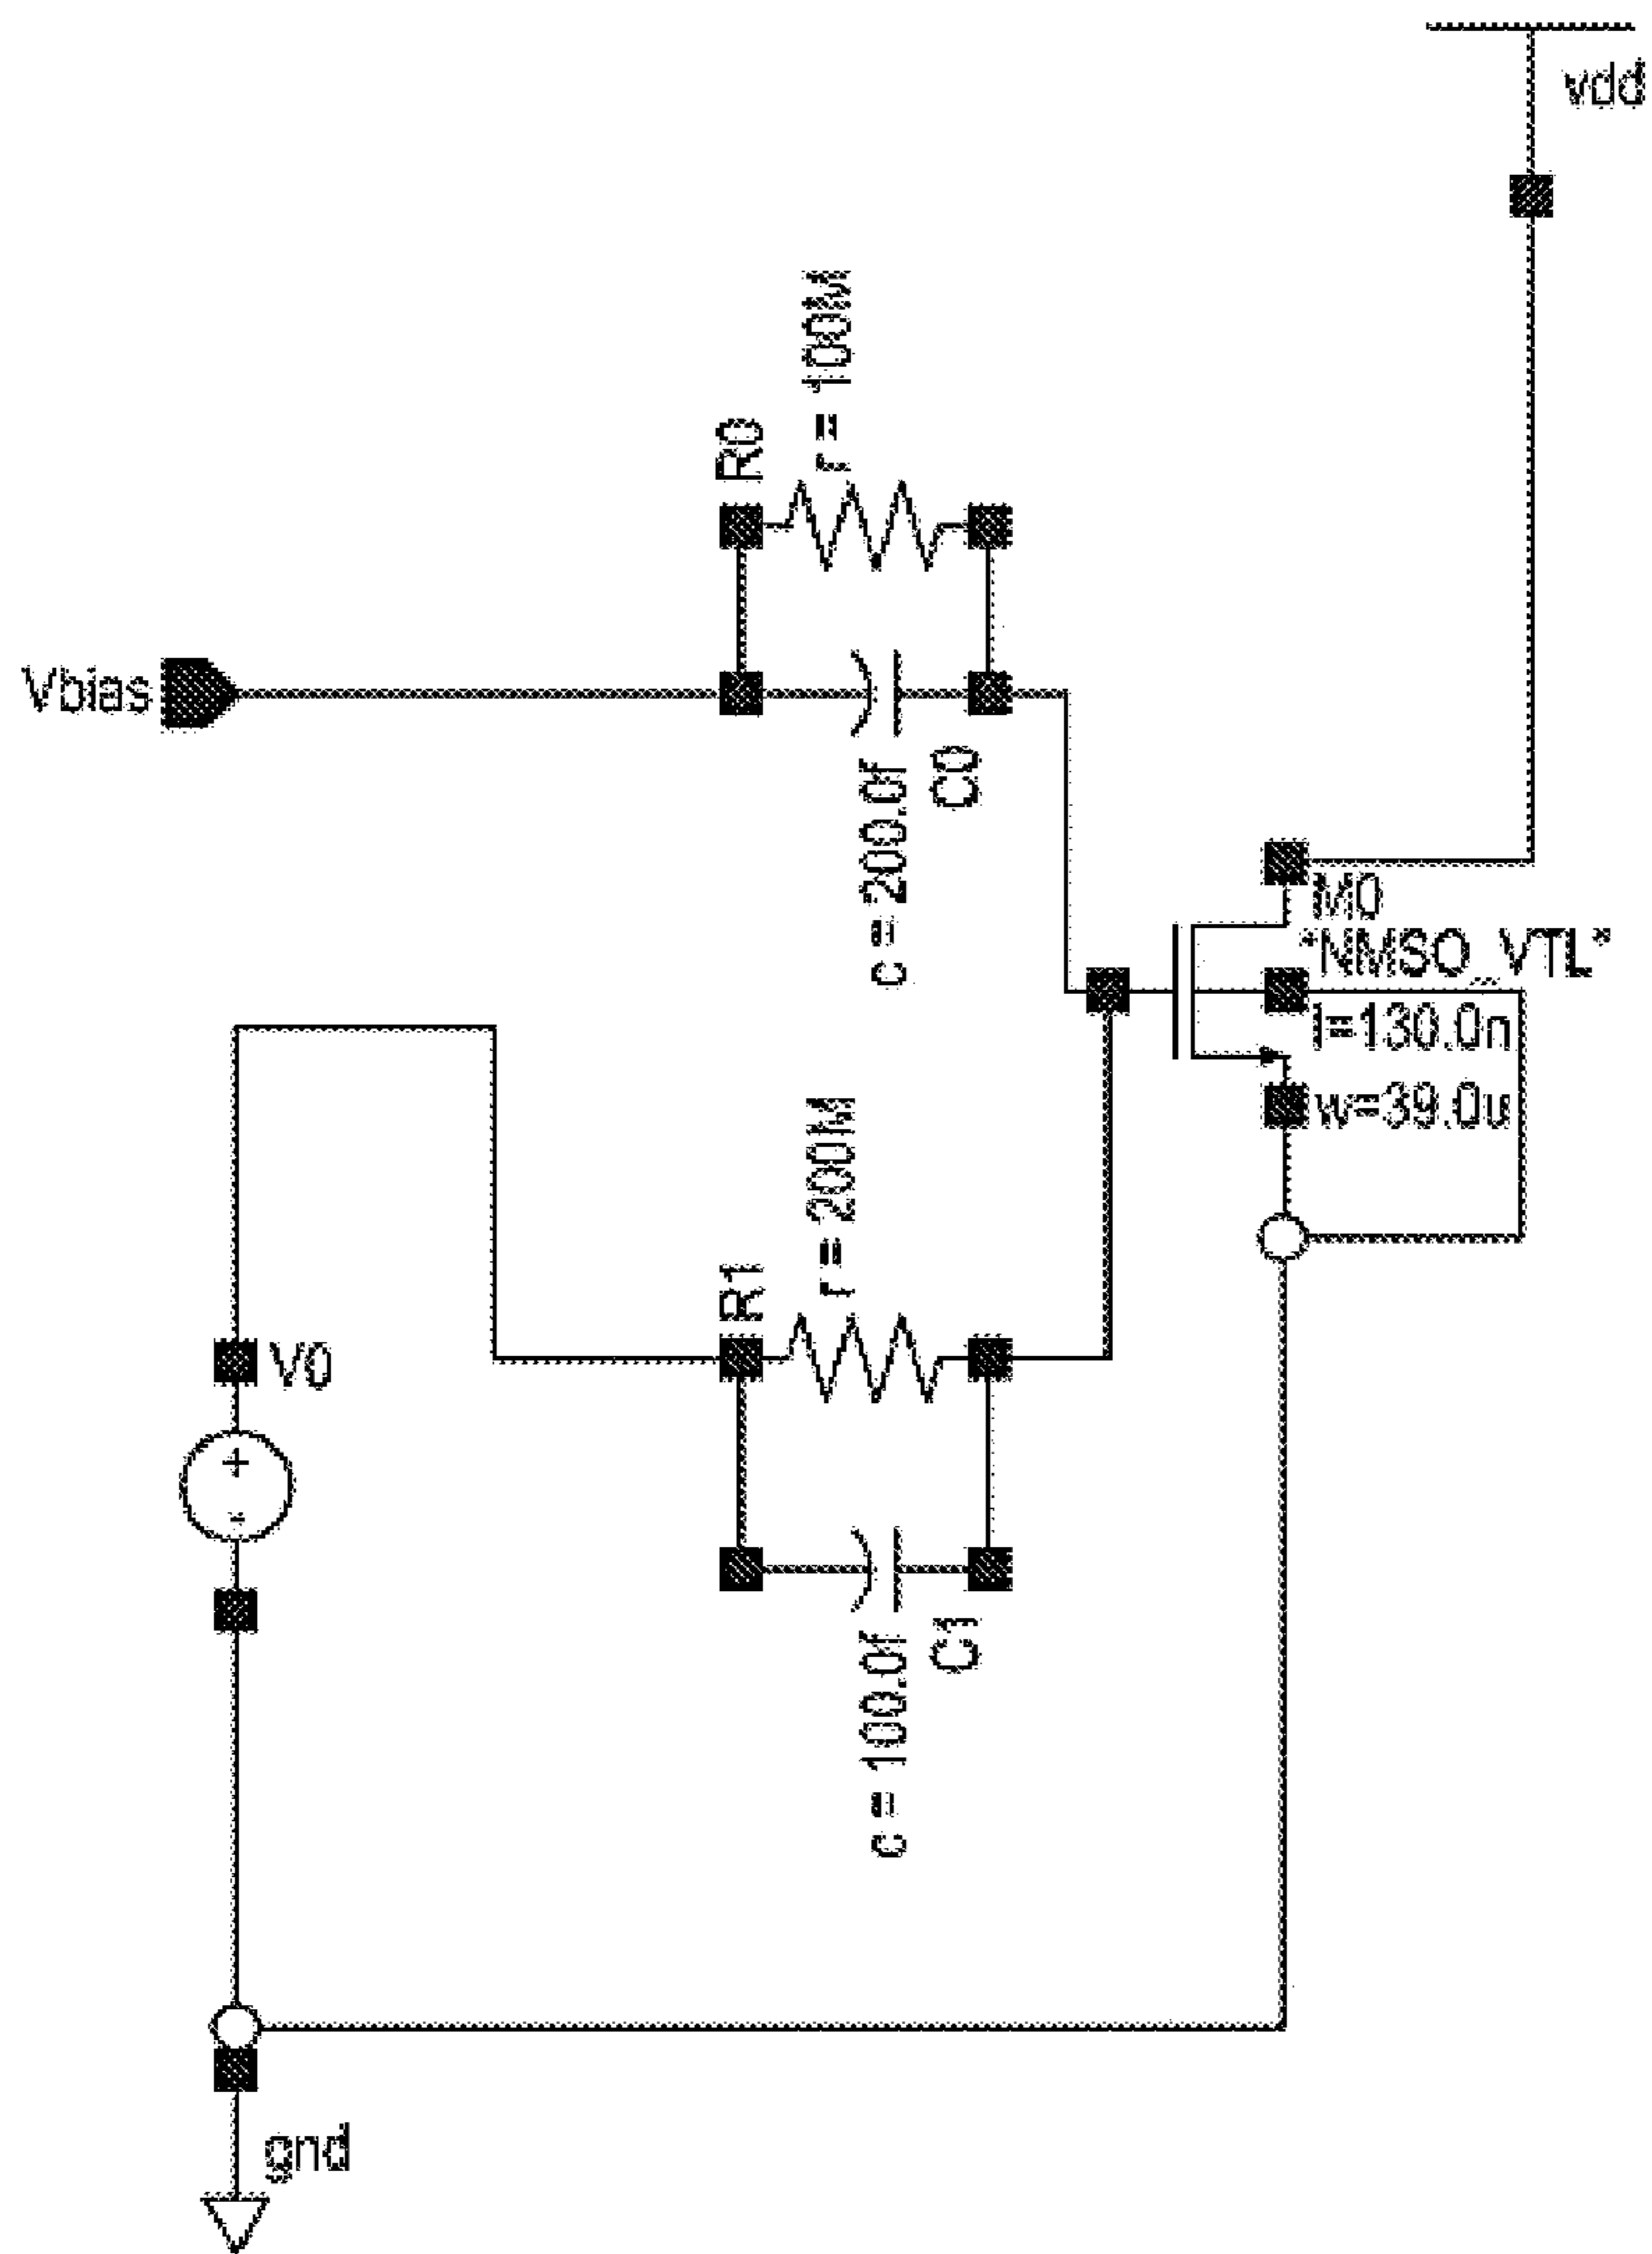 vdd
r = 100M
R0
Vbias
C0
c = 200.0f
M0
"NMSO_VTL"
l=130.0n
w=39.0u
r = 200M
R1
V0
+
-
C1
c = 100.0f
gnd